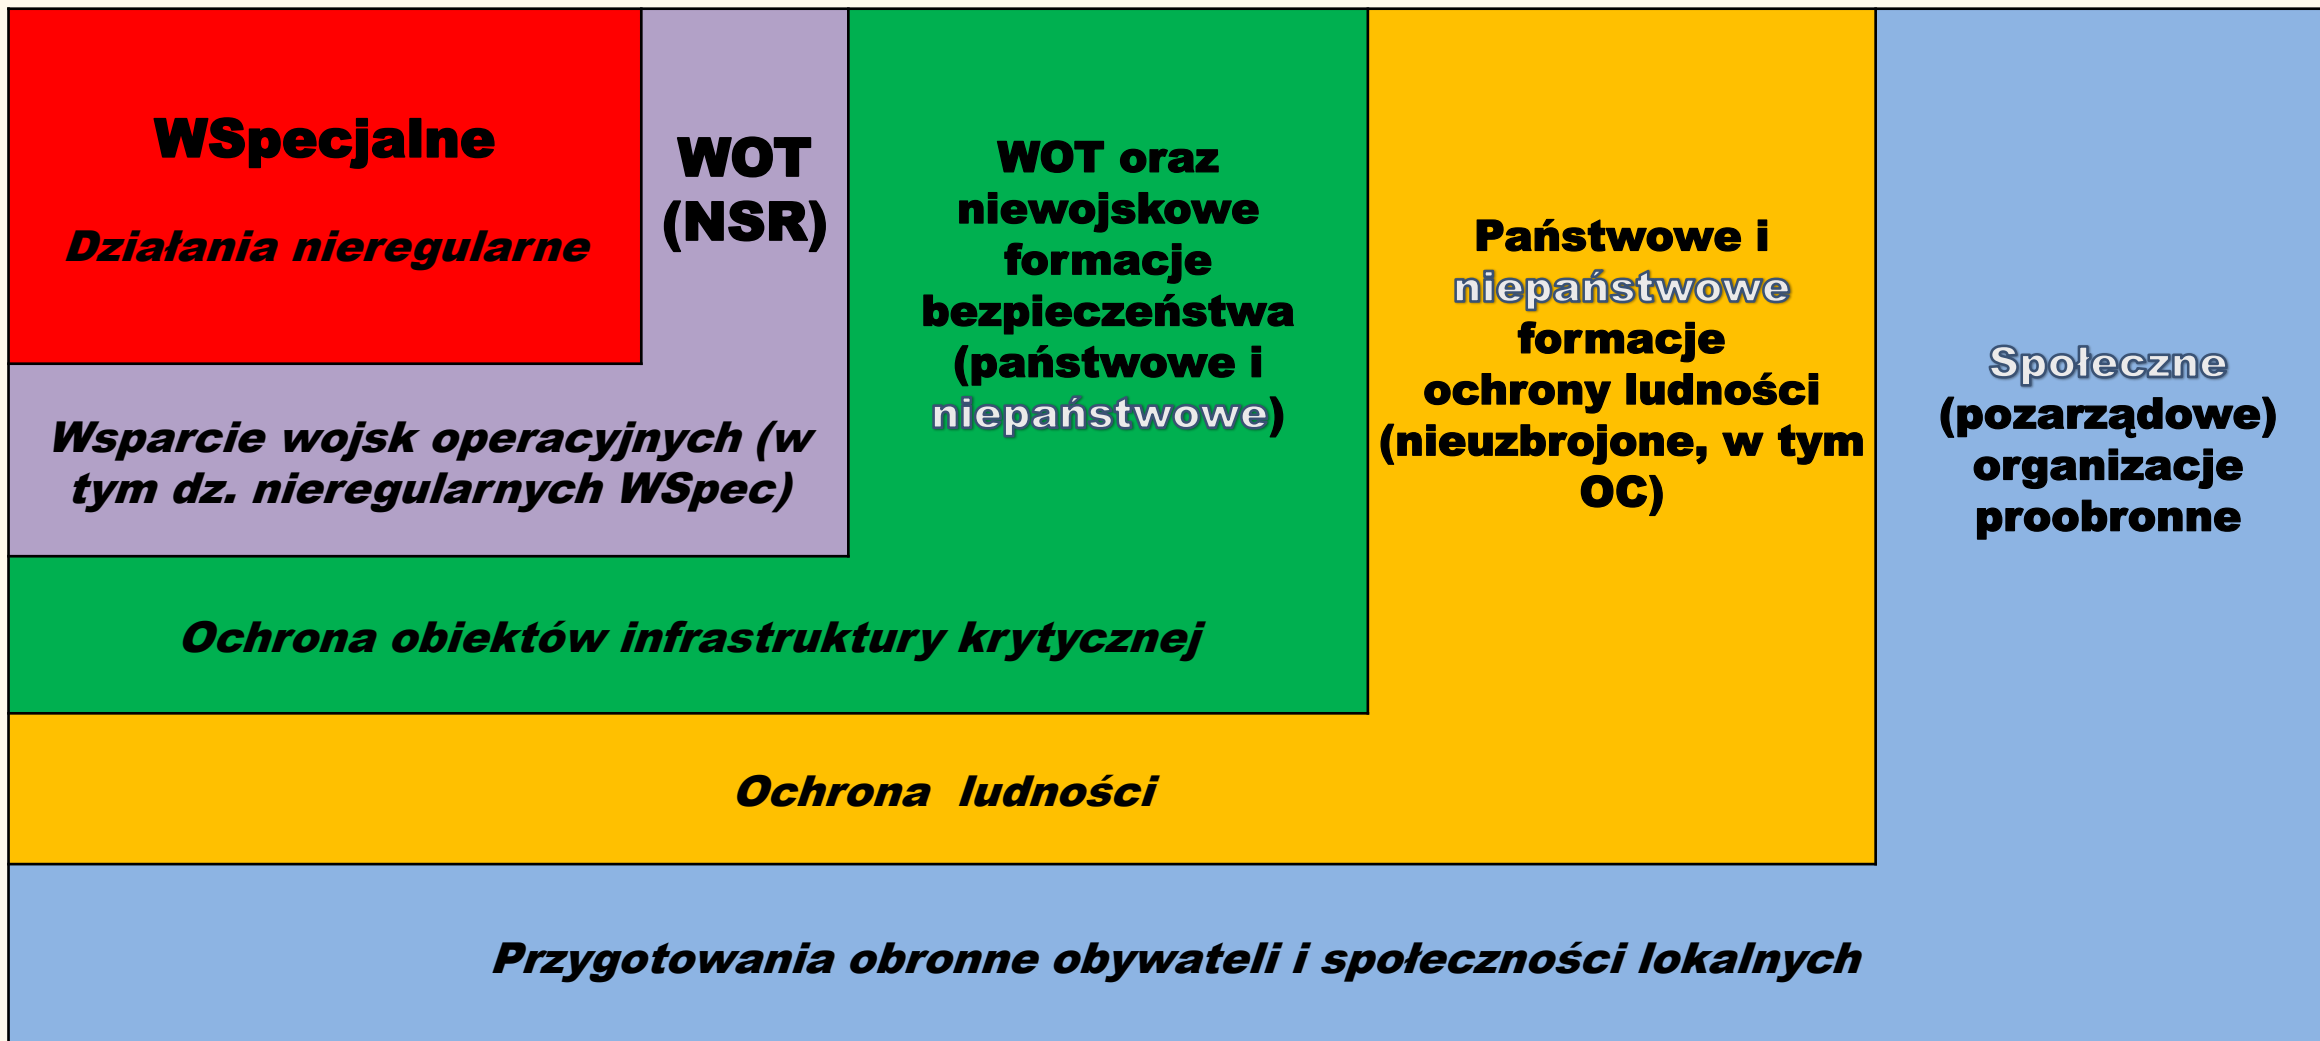 WSpecjalne
Działania nieregularne
WOT
(NSR)
Wsparcie wojsk operacyjnych (w
tym dz. nieregularnych WSpec)
WOT oraz
niewojskowe
formacje
bezpieczeństwa
(państwowe i
niepaństwowe)
Ochrona obiektów infrastruktury krytycznej
Państwowe i
niepaństwowe
formacje
ochrony ludności
(nieuzbrojone, w tym
OC)
Ochrona  ludności
Społeczne
(pozarządowe)
organizacje
proobronne
Przygotowania obronne obywateli i społeczności lokalnych